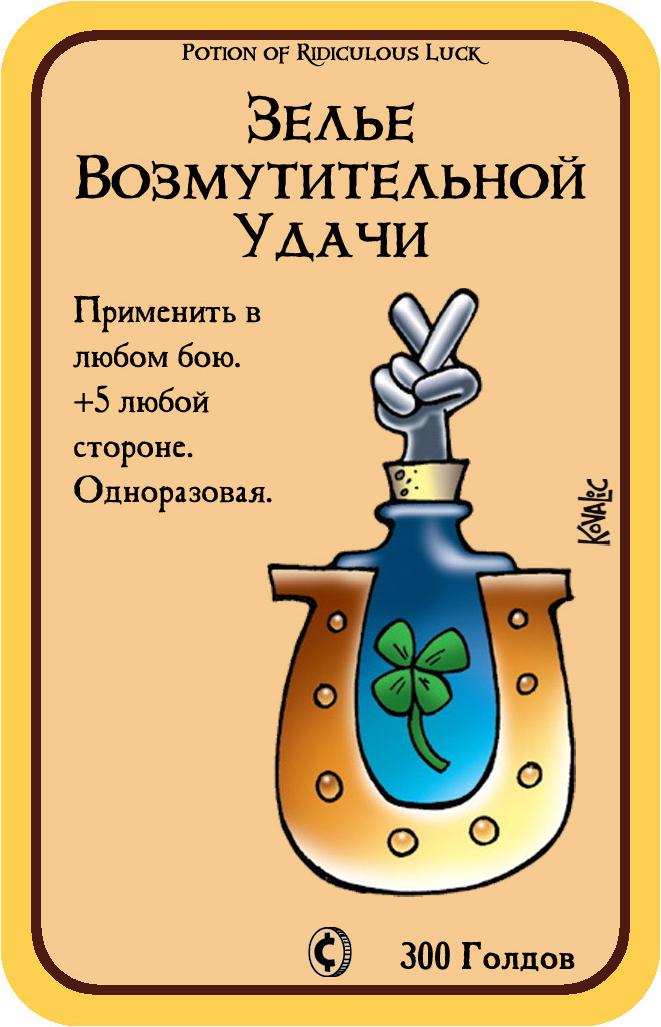 Potion of Ridiculous Luck
Зелье
Возмутительной
Удачи
Применить в
любом бою.
+5 любой
стороне.
Одноразовая.
Kovalic
300 Голдов